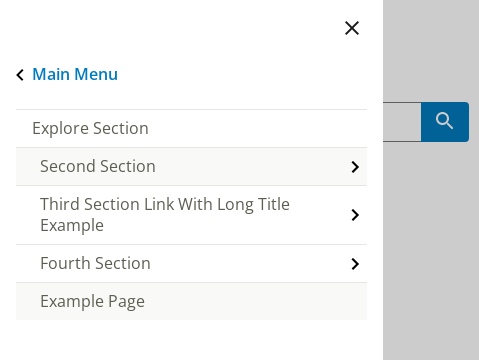 Main Menu
Explore Section
Second Section
Third Section Link With Long Title
Example
Fourth Section
Example Page